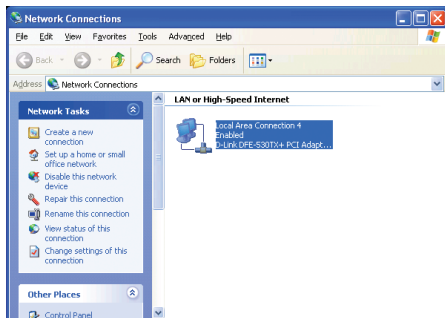 Network Connections
File Edit View Favorites Tools Advanced Help
Back Search Folders
Address Network Connections
LAN or High-Speed Internet
Network Tasks
Create a new
connection
Set up a home or small
office network
Disable this network
device
Repair this connection
Rename this connection
View status of this
connection
Change settings of this
connection
Other Places
Control Panel
Local Area Connection 4
Enabled
D-Link DFE-530TX+ PCI Adapt...